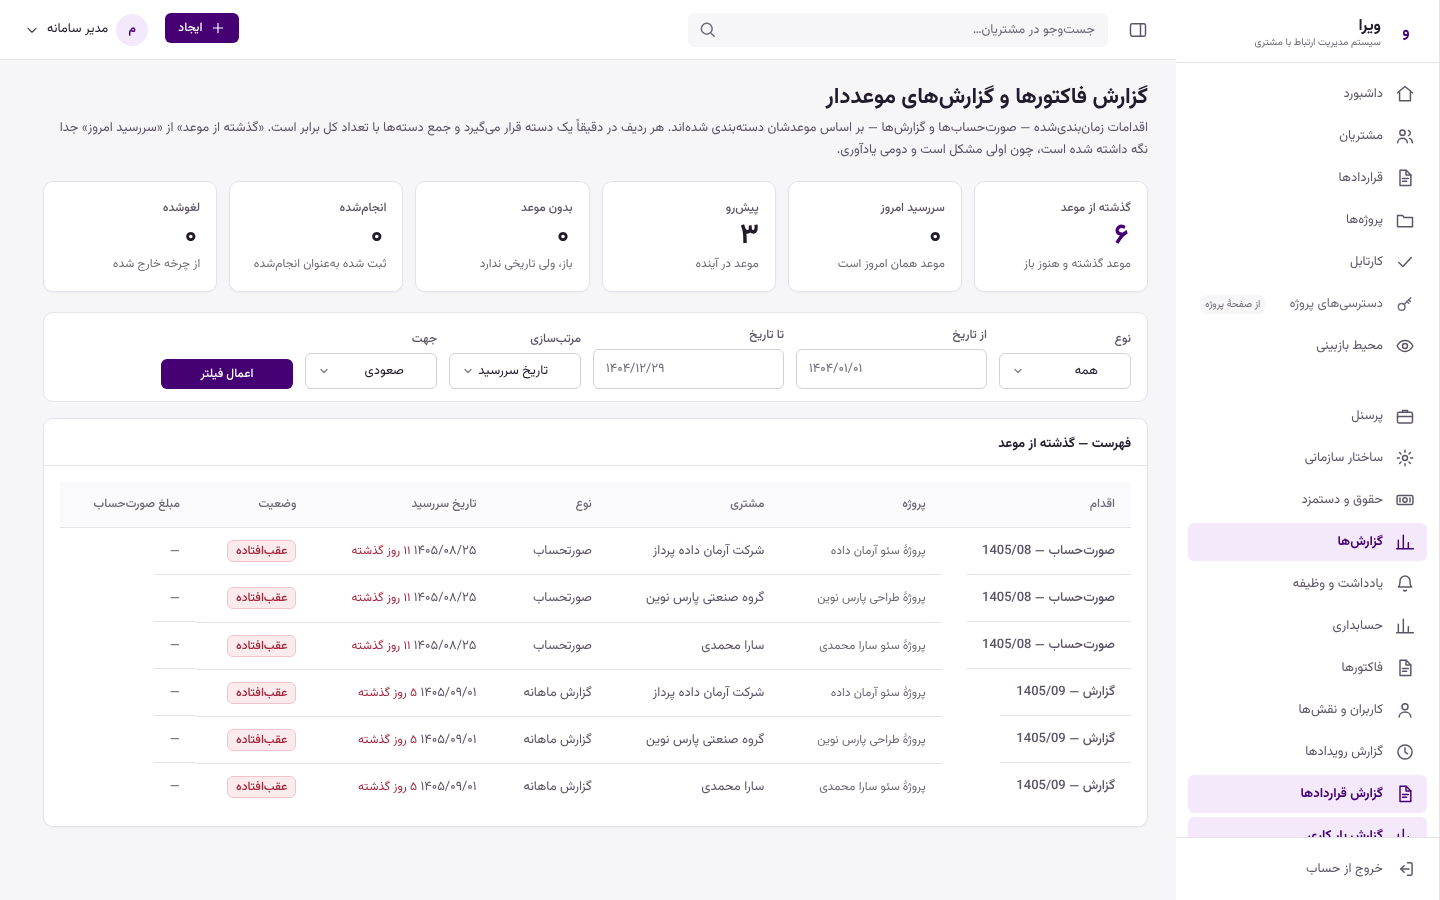 و
ویرا
سیستم مدیریت ارتباط با مشتری
جست‌وجو در مشتریان...
ایجاد
م
مدیر سامانه
داشبورد
مشتریان
قراردادها
پروژه‌ها
کارتابل
دسترسی‌های پروژه
از صفحهٔ پروژه
محیط بازبینی
پرسنل
ساختار سازمانی
حقوق و دستمزد
گزارش‌ها
یادداشت و وظیفه
حسابداری
فاکتورها
کاربران و نقش‌ها
گزارش رویدادها
گزارش قراردادها
گزارش بار کاری
خروج از حساب
گزارش فاکتورها و گزارش‌های موعددار
اقدامات زمان‌بندی‌شده — صورت‌حساب‌ها و گزارش‌ها — بر اساس موعدشان دسته‌بندی شده‌اند. هر ردیف در دقیقاً یک دسته قرار می‌گیرد و جمع دسته‌ها با تعداد کل برابر است. «گذشته از موعد» از «سررسید امروز» جدا
نگه داشته شده است، چون اولی مشکل است و دومی یادآوری.
گذشته از موعد
۶
موعد گذشته و هنوز باز
سررسید امروز
۰
موعد همان امروز است
پیش‌رو
۳
موعد در آینده
بدون موعد
۰
باز، ولی تاریخی ندارد
انجام‌شده
۰
ثبت شده به‌عنوان انجام‌شده
لغوشده
۰
از چرخه خارج شده
نوع
همه
از تاریخ
۱۴۰۴/۰۱/۰۱
تا تاریخ
۱۴۰۴/۱۲/۲۹
مرتب‌سازی
تاریخ سررسید
جهت
صعودی
اعمال فیلتر
فهرست — گذشته از موعد
اقدام پروژه مشتری نوع تاریخ سررسید وضعیت مبلغ صورت‌حساب
صورت‌حساب — 1405/08 پروژهٔ سئو آرمان داده شرکت آرمان داده پرداز صورتحساب ۱۴۰۵/۰۸/۲۵ ۱۱ روز گذشته عقب‌افتاده —
صورت‌حساب — 1405/08 پروژهٔ طراحی پارس نوین گروه صنعتی پارس نوین صورتحساب ۱۴۰۵/۰۸/۲۵ ۱۱ روز گذشته عقب‌افتاده —
صورت‌حساب — 1405/08 پروژهٔ سئو سارا محمدی سارا محمدی صورتحساب ۱۴۰۵/۰۸/۲۵ ۱۱ روز گذشته عقب‌افتاده —
گزارش — 1405/09 پروژهٔ سئو آرمان داده شرکت آرمان داده پرداز گزارش ماهانه ۱۴۰۵/۰۹/۰۱ ۵ روز گذشته عقب‌افتاده —
گزارش — 1405/09 پروژهٔ طراحی پارس نوین گروه صنعتی پارس نوین گزارش ماهانه ۱۴۰۵/۰۹/۰۱ ۵ روز گذشته عقب‌افتاده —
گزارش — 1405/09 پروژهٔ سئو سارا محمدی سارا محمدی گزارش ماهانه ۱۴۰۵/۰۹/۰۱ ۵ روز گذشته عقب‌افتاده —